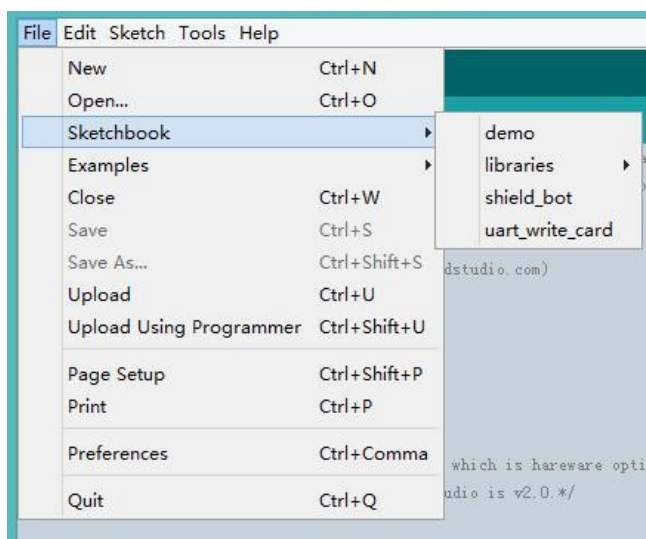 File Edit Sketch Tools Help
New Ctrl+N
Open... Ctrl+O
Sketchbook
Examples
Close Ctrl+W
Save Ctrl+S
Save As... Ctrl+Shift+S
Upload Ctrl+U
Upload Using Programmer Ctrl+Shift+U
Page Setup Ctrl+Shift+P
Print Ctrl+P
Preferences Ctrl+Comma
Quit Ctrl+Q
demo
libraries
shield_bot
uart_write_card
dstudio.com)
which is hareware opti
udio is v2.0.*/